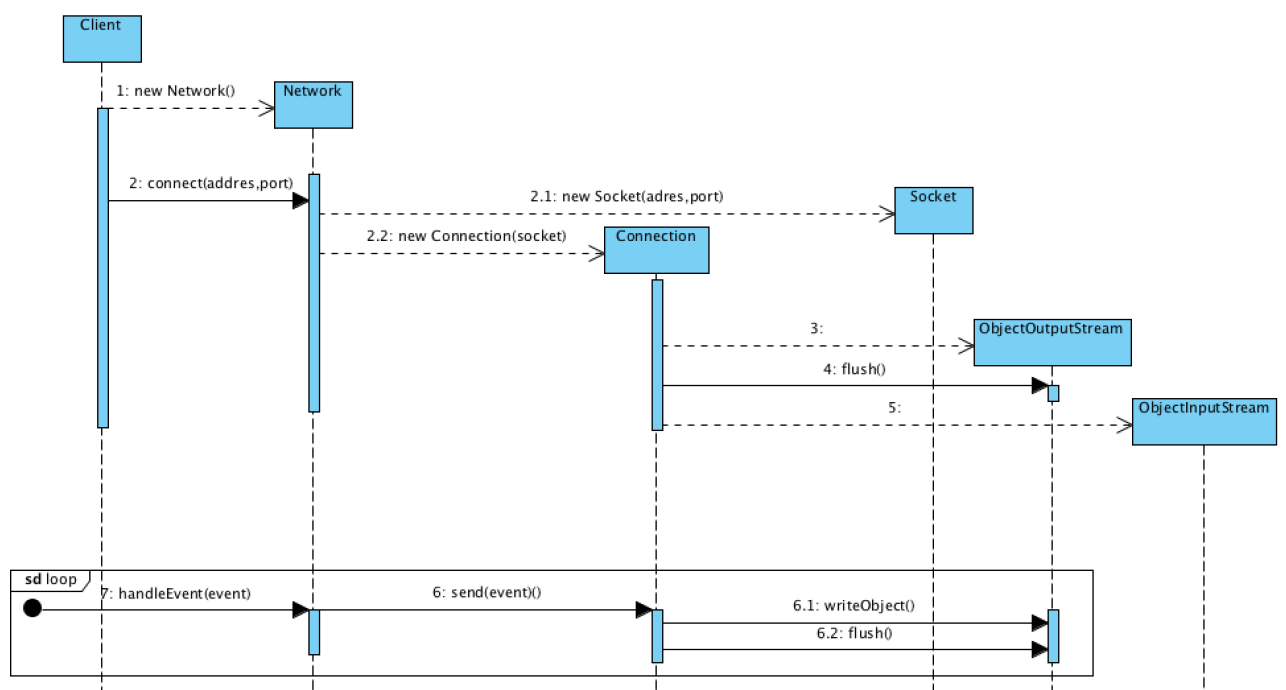 Client
1: new Network()
Network
2: connect(addres,port)
2.1: new Socket(adres,port)
Socket
2.2: new Connection(socket)
Connection
3:
ObjectOutputStream
4: flush()
5:
ObjectInputStream
sd loop
7: handleEvent(event)
6: send(event)()
6.1: writeObject()
6.2: flush()